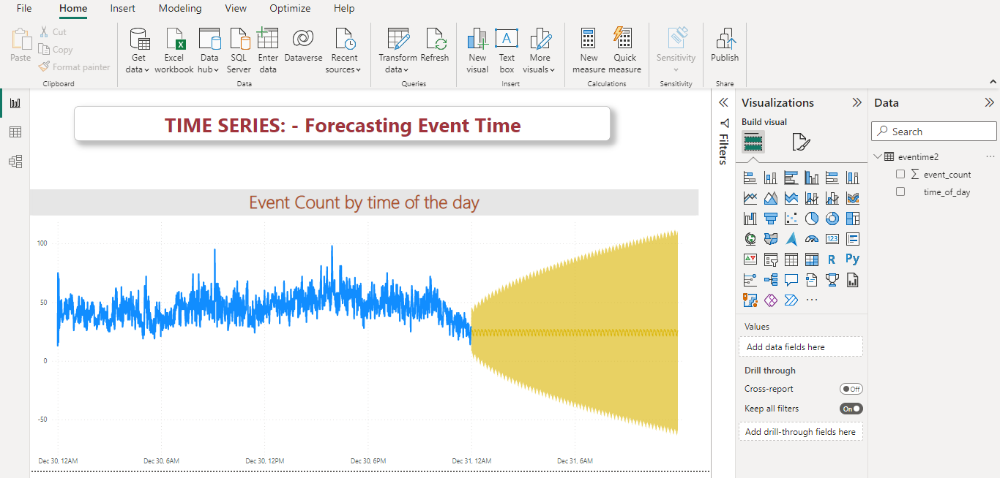 File Home Insert Modeling View Optimize Help
Paste
Cut
Copy
Format painter
Clipboard
Get data
Excel workbook
Data hub
SQL Server
Enter data
Dataverse
Recent sources
Data
Transform data
Refresh
Queries
New visual
Text box
More visuals
Insert
New measure
Quick measure
Calculations
Sensitivity
Sensitivity
Publish
Share
TIME SERIES: - Forecasting Event Time
Event Count by time of the day
100
50
0
-50
Dec 30, 12AM Dec 30, 6AM Dec 30, 12PM Dec 30, 6PM Dec 31, 12AM Dec 31, 6AM
Filters
Visualizations
Build visual
123
R Py
Values
Add data fields here
Drill through
Cross-report Off
Keep all filters On
Add drill-through fields here
Data
Search
eventime2
event_count
time_of_day